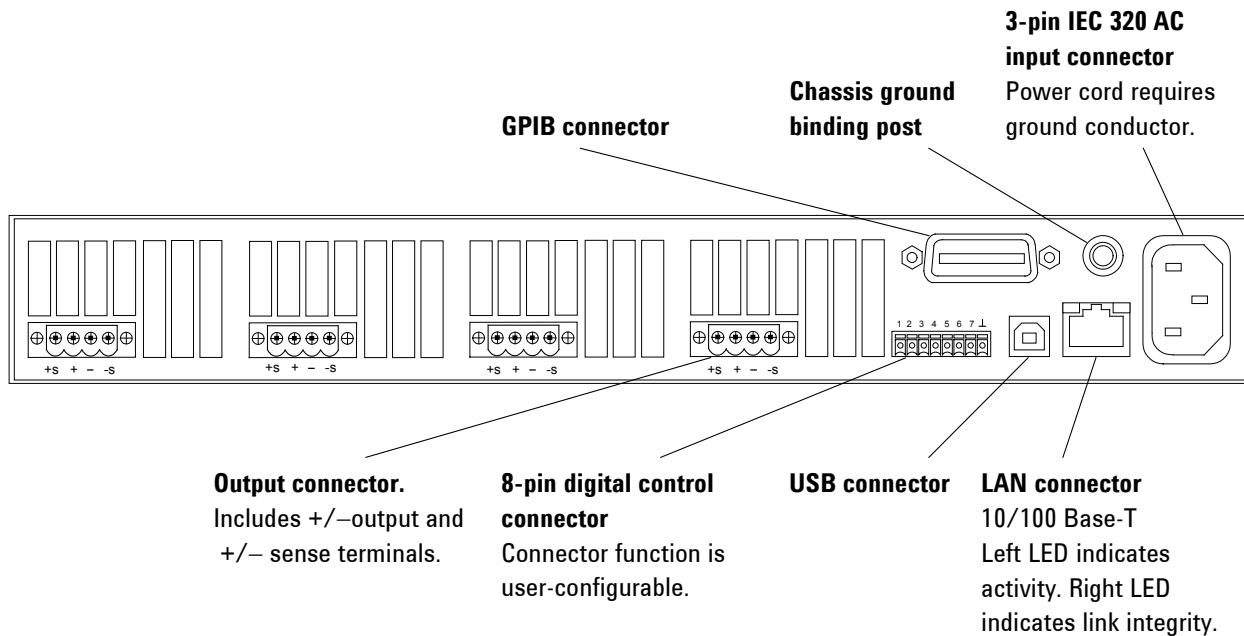 3-pin IEC 320 AC
input connector
Power cord requires
ground conductor.
Chassis ground
binding post
GPIB connector
1 2 3 4 5 6 7 ⊥
+s + – -s
+s + – -s
+s + – -s
+s + – -s
Output connector.
Includes +/–output and
+/– sense terminals.
8-pin digital control
connector
Connector function is
user-configurable.
USB connector
LAN connector
10/100 Base-T
Left LED indicates
activity. Right LED
indicates link integrity.